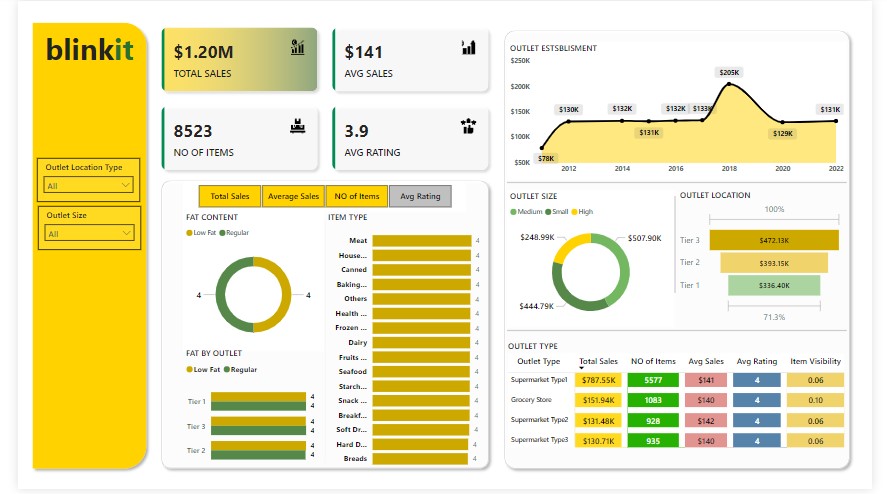 blinkit
Outlet Location Type
All
Outlet Size
All
$1.20M
TOTAL SALES
$141
AVG SALES
8523
NO OF ITEMS
3.9
AVG RATING
Total Sales
Average Sales
NO of Items
Avg Rating
FAT CONTENT
Low Fat
Regular
4
4
FAT BY OUTLET
Low Fat
Regular
Tier 1
4
4
Tier 3
4
4
Tier 2
4
4
ITEM TYPE
Meat 4
House... 4
Canned 4
Baking... 4
Others 4
Health ... 4
Frozen ... 4
Dairy 4
Fruits ... 4
Seafood 4
Starch... 4
Snack ... 4
Breakf... 4
Soft Dr... 4
Hard D... 4
Breads 4
OUTLET ESTSBLISMENT
$250K
$200K
$150K
$100K
$50K
$78K
$130K
$132K
$131K
$132K
$133K
$205K
$129K
$131K
2012 2014 2016 2018 2020 2022
OUTLET SIZE
Medium Small High
$248.99K
$507.90K
$444.79K
OUTLET LOCATION
100%
Tier 3 $472.13K
Tier 2 $393.15K
Tier 1 $336.40K
71.3%
OUTLET TYPE
Outlet Type Total Sales NO of Items Avg Sales Avg Rating Item Visibility
Supermarket Type1 $787.55K 5577 $141 4 0.06
Grocery Store $151.94K 1083 $140 4 0.10
Supermarket Type2 $131.48K 928 $142 4 0.06
Supermarket Type3 $130.71K 935 $140 4 0.06